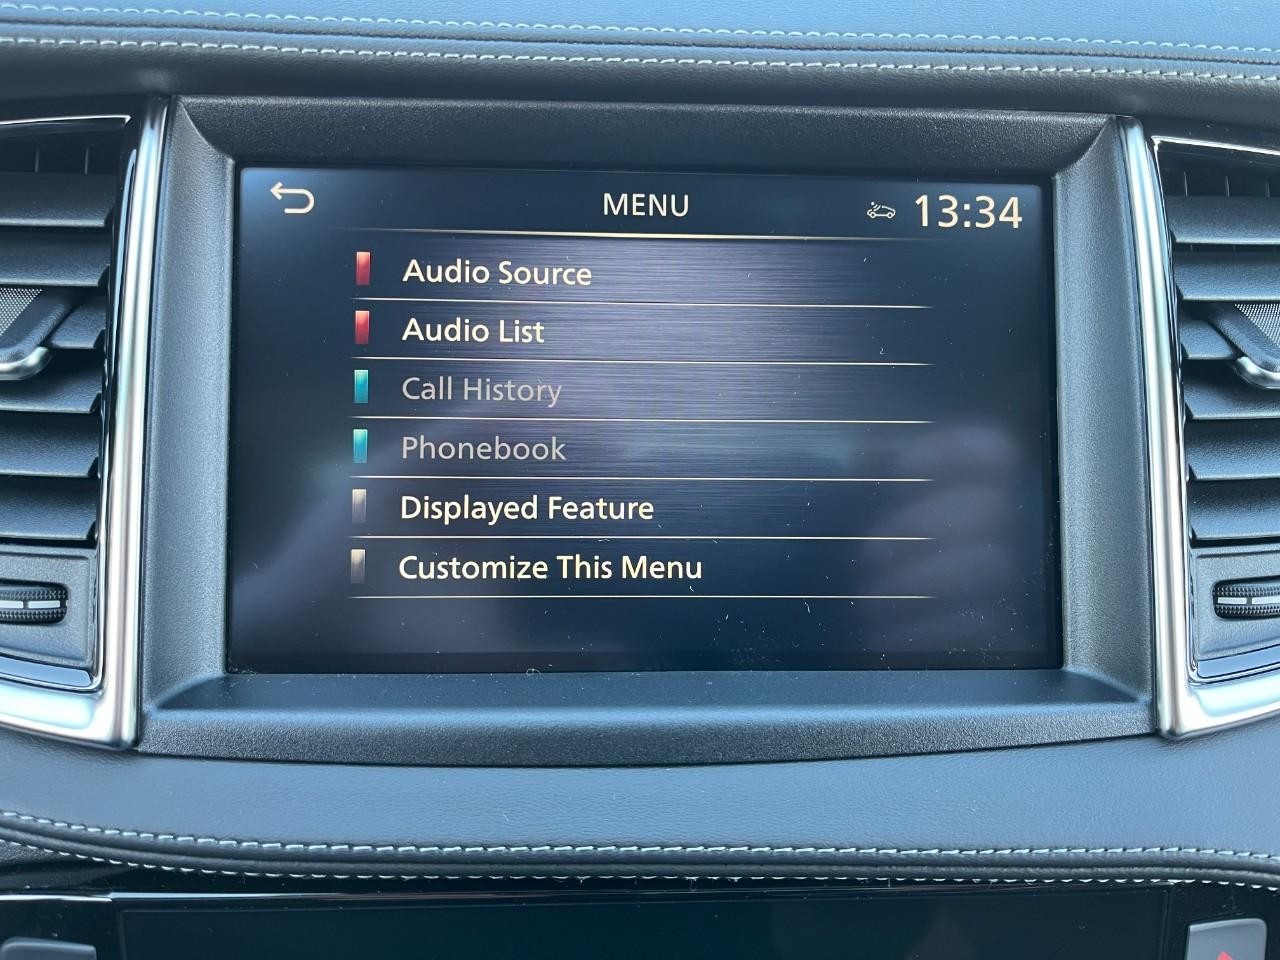 MENU 13:34
Audio Source
Audio List
Call History
Phonebook
Displayed Feature
Customize This Menu